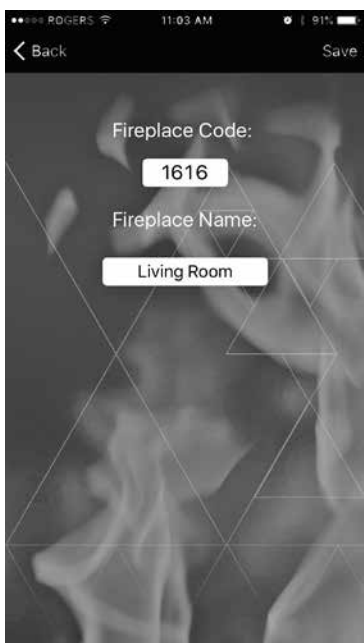 ROGERS 11:03 AM 91%
Back Save
Fireplace Code:
1616
Fireplace Name:
Living Room